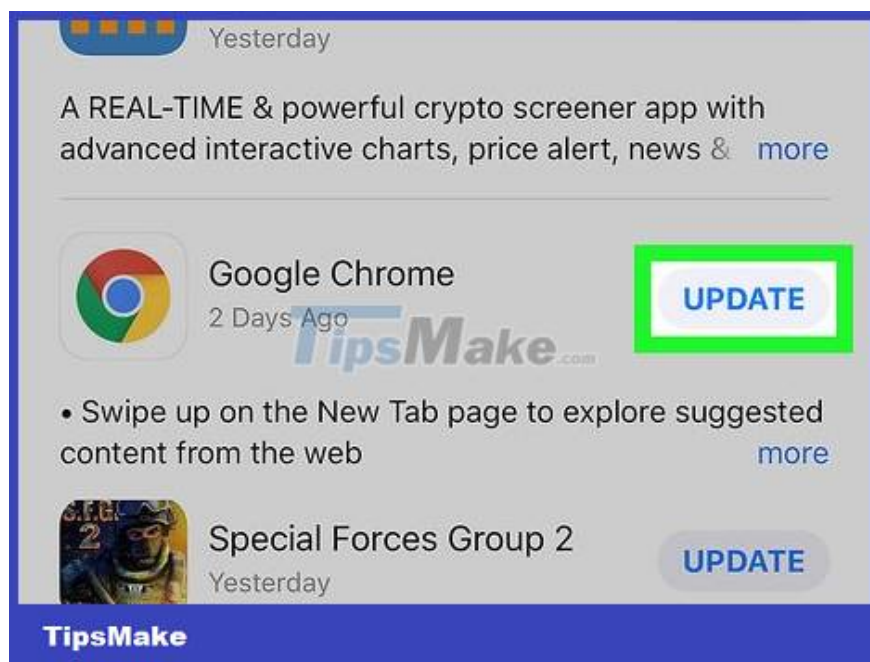 Yesterday
A REAL-TIME & powerful crypto screener app with
advanced interactive charts, price alert, news & more
Google Chrome
UPDATE
2 Days Ago
TipsMake.com
• Swipe up on the New Tab page to explore suggested
content from the web more
S.F.G.
2
Special Forces Group 2
UPDATE
Yesterday
TipsMake